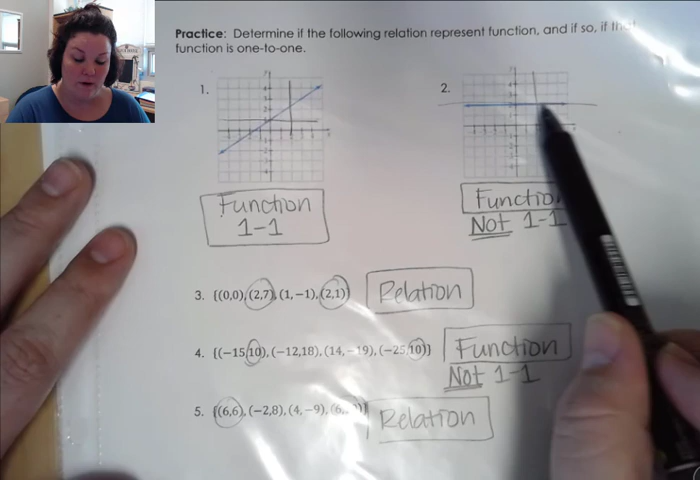 Practice: Determine if the following relation represent function, and if so, if that
function is one-to-one.
1.
2.
Function
1-1
Function
Not 1-1
3. {(0,0),(2,7),(1,−1),(2,1)}
Relation
4. {(−15,10),(−12,18),(14,−19),(−25,10)}
Function
Not 1-1
5. {(6,6),(−2,8),(4,−9),(6,
Relation